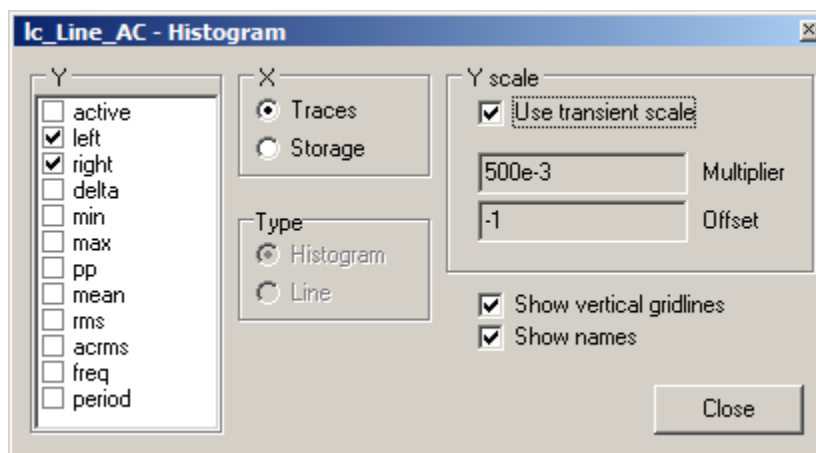 lc_Line_AC - Histogram
Y
active
left
right
delta
min
max
pp
mean
rms
acrms
freq
period
X
Traces
Storage
Type
Histogram
Line
Y scale
Use transient scale
500e-3 Multiplier
-1 Offset
Show vertical gridlines
Show names
Close